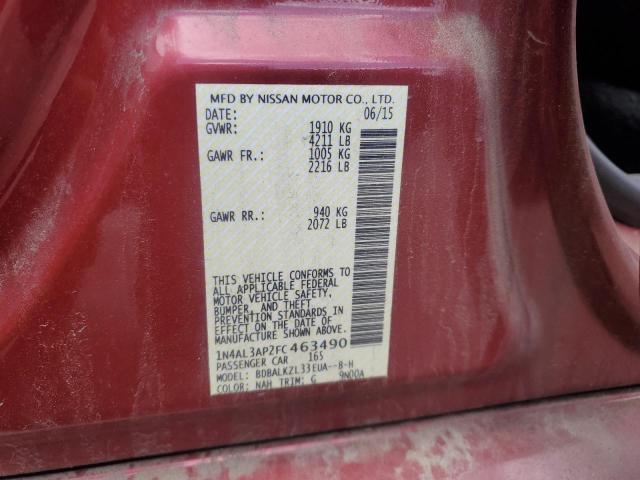 MFD BY NISSAN MOTOR CO., LTD.
DATE: 06/15
GVWR: 1910 KG
4211 LB
GAWR FR.: 1005 KG
2216 LB
GAWR RR.: 940 KG
2072 LB
THIS VEHICLE CONFORMS TO
ALL APPLICABLE FEDERAL
MOTOR VEHICLE SAFETY,
BUMPER, AND THEFT
PREVENTION STANDARDS
IN EFFECT ON THE DATE OF
MANUFACTURE SHOWN ABOVE.
1N4AL3AP2FC463490
PASSENGER CAR 165
MODEL: BDBALKZL33EUA--8-H
COLOR: NAH TRIM: G 9N00A